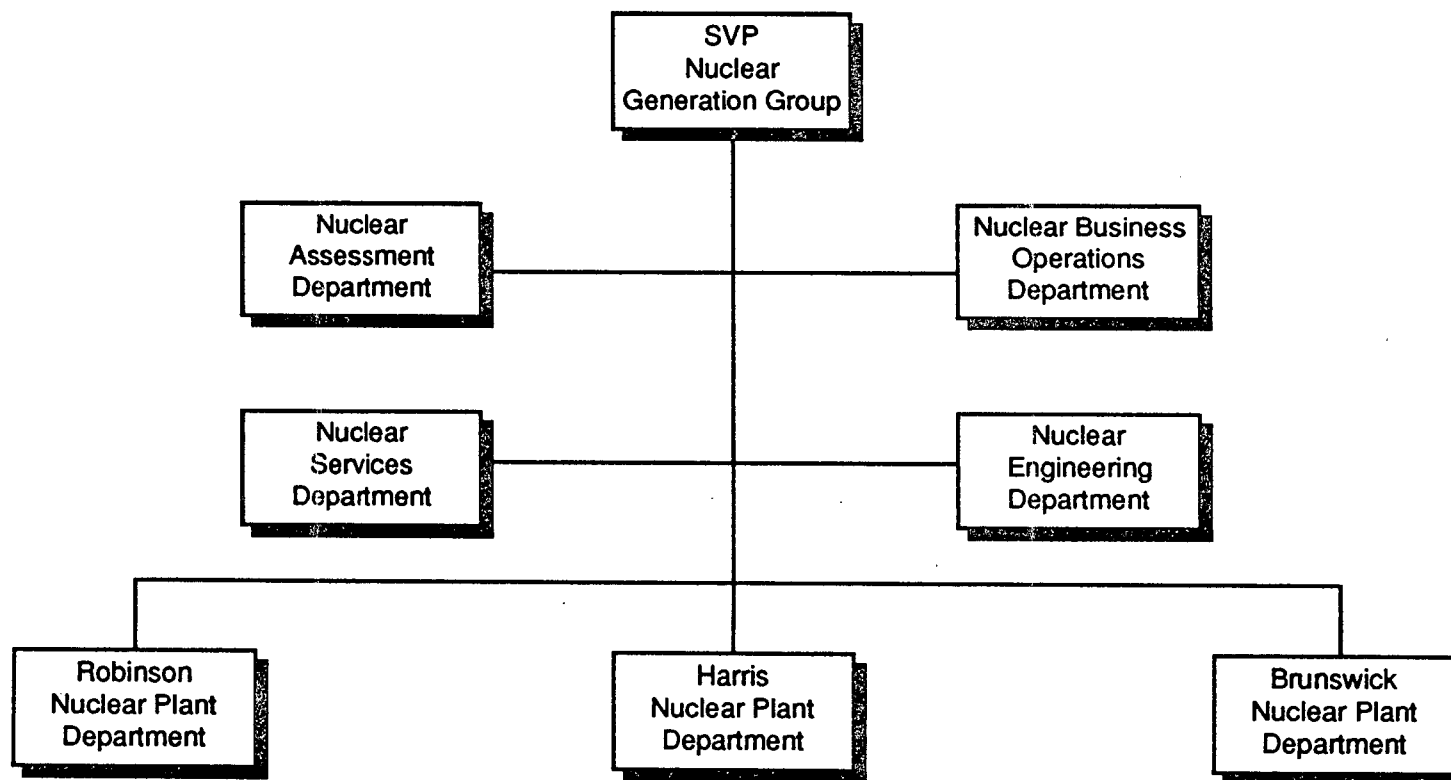 SVP
Nuclear
Generation Group
Nuclear
Assessment
Department
Nuclear Business
Operations
Department
Nuclear
Services
Department
Nuclear
Engineering
Department
Robinson
Nuclear Plant
Department
Harris
Nuclear Plant
Department
Brunswick
Nuclear Plant
Department